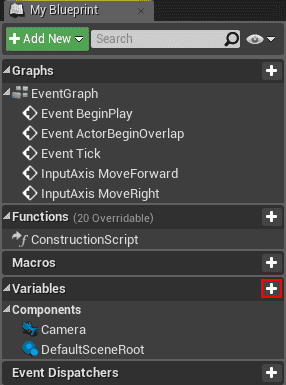 My Blueprint
Add New Search
Graphs
EventGraph
Event BeginPlay
Event ActorBeginOverlap
Event Tick
InputAxis MoveForward
InputAxis MoveRight
Functions (20 Overridable)
ConstructionScript
Macros
Variables
Components
Camera
DefaultSceneRoot
Event Dispatchers